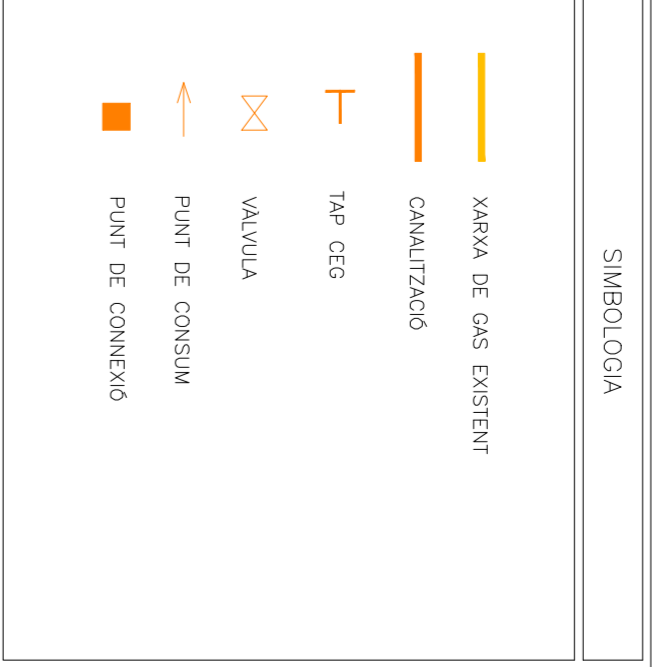 SIMBOLOGIA
XARXA DE GAS EXISTENT
CANALITZACIÓ
TAP CEG
VÀLVULA
PUNT DE CONSUM
PUNT DE CONNEXIÓ